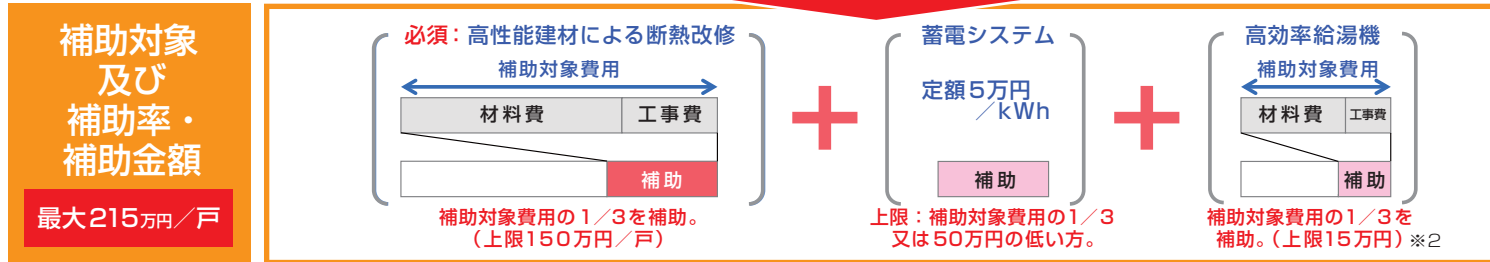 補助対象
及び
補助率・
補助金額
最大215万円／戸
必須：高性能建材による断熱改修
補助対象費用
材料費 工事費
補助
補助対象費用の1／3を補助。
（上限150万円／戸）
＋
蓄電システム
定額5万円
／kWh
補助
上限：補助対象費用の1／3
又は50万円の低い方。
＋
高効率給湯機
補助対象費用
材料費 工事費
補助
補助対象費用の1／3を
補助。（上限15万円）※2